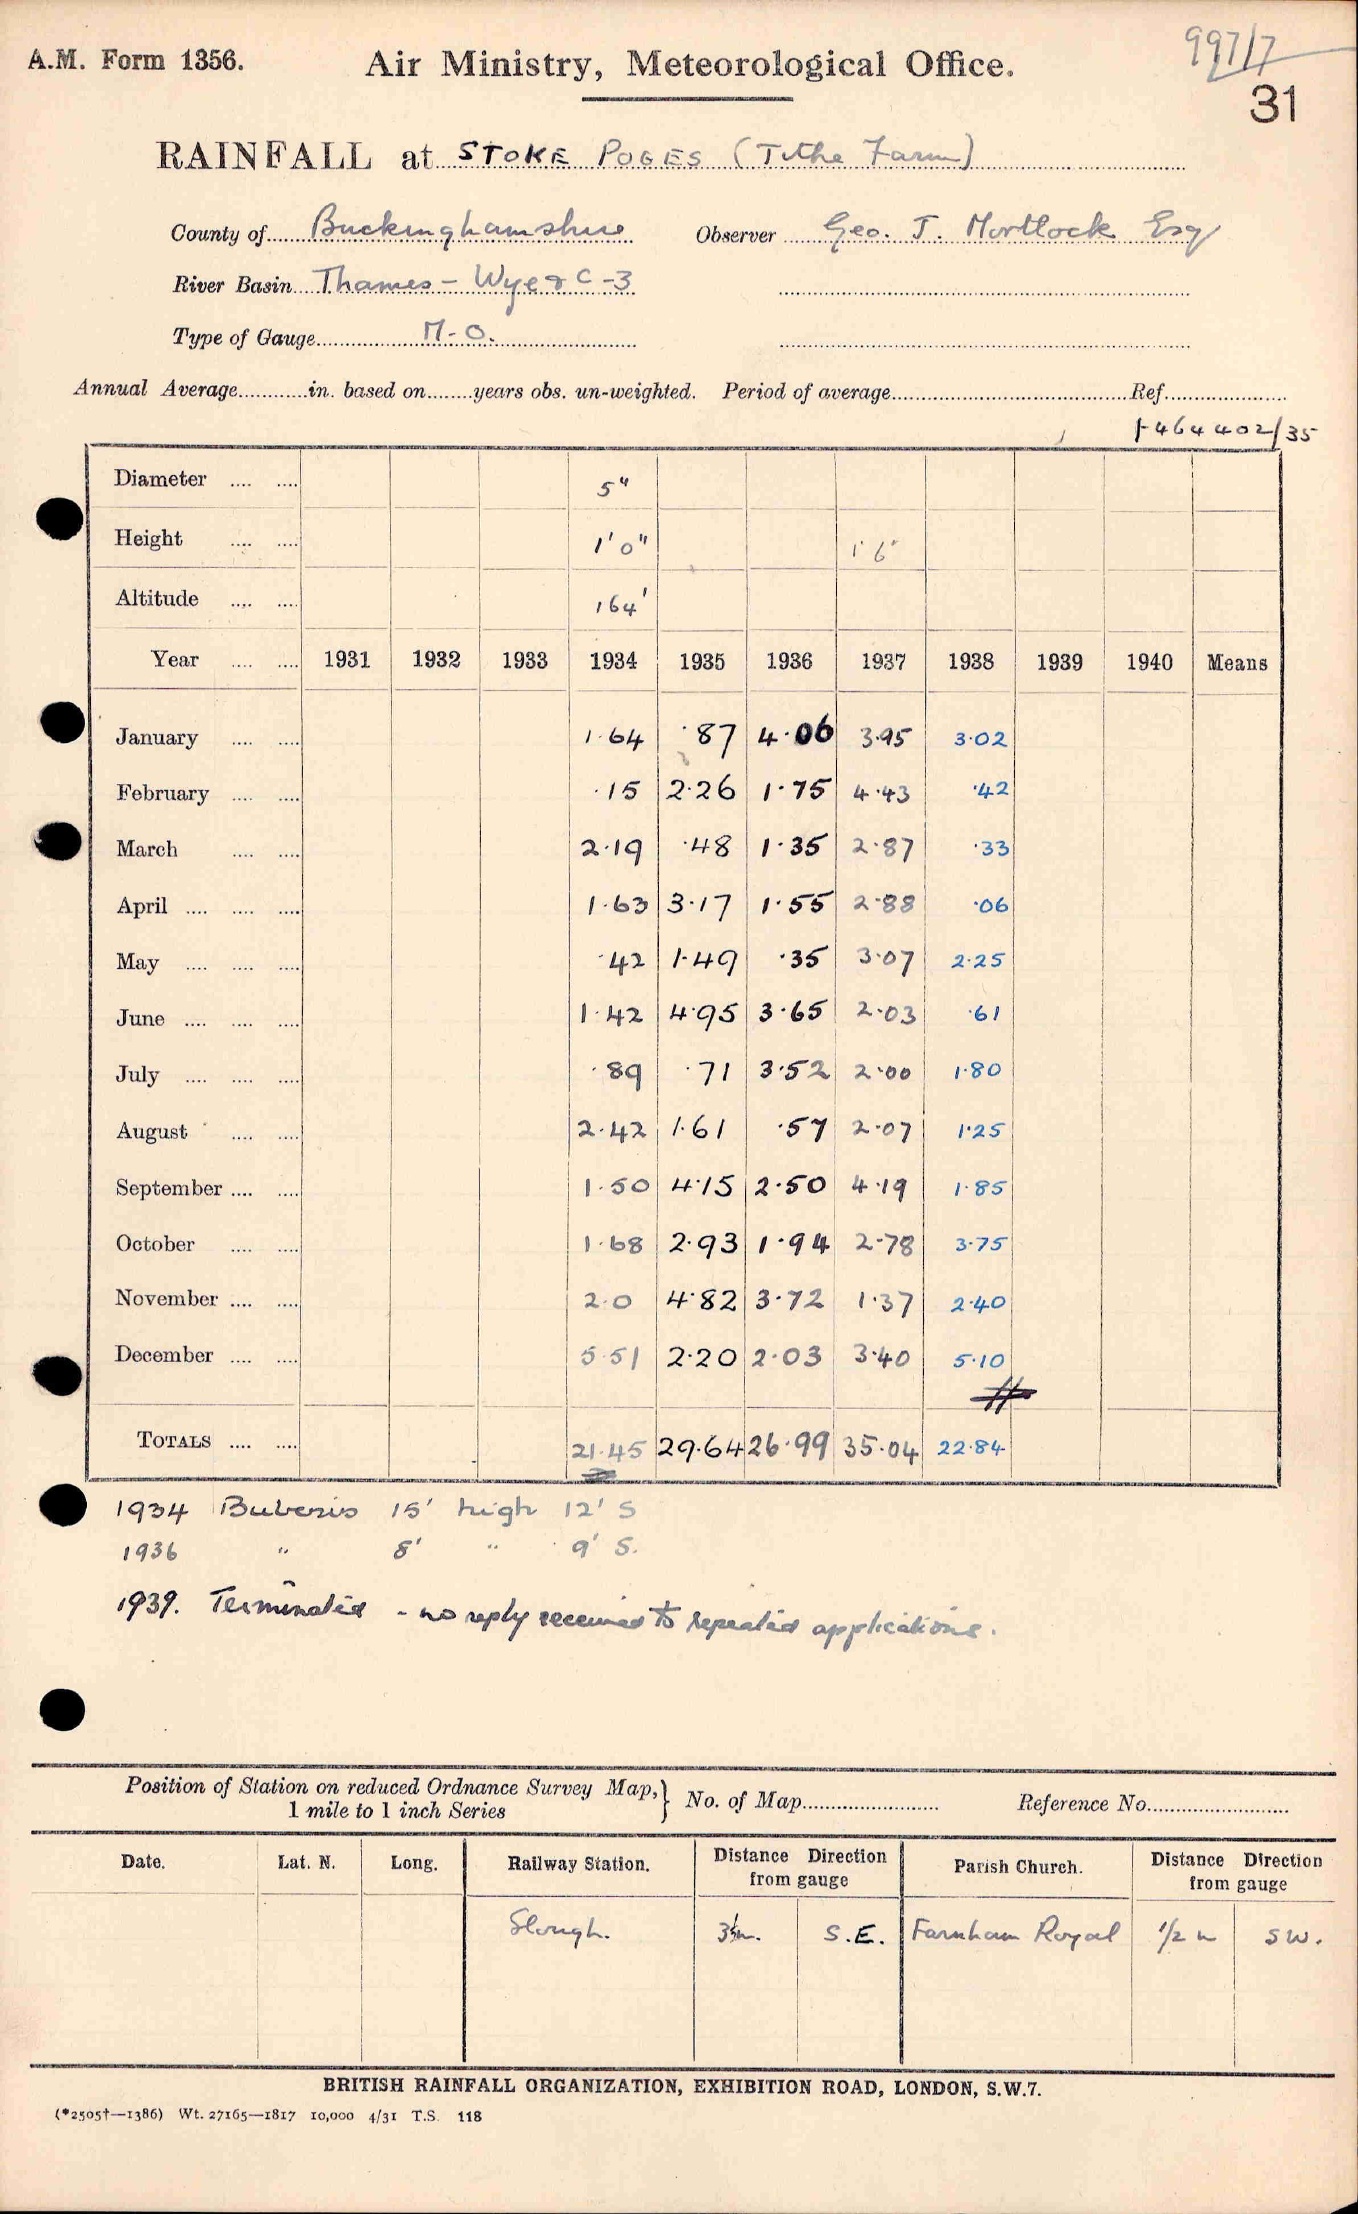 997/7
A.M. Form 1356. Air Ministry, Meteorological Office.
31
RAINFALL at STOKE POGES (Tithe Farm)
County of Buckinghamshire Observer Geo. J. Mortlock Esq
River Basin Thames - Wye &c -3
Type of Gauge M-O.
Annual Average in. based on years obs. un-weighted. Period of average Ref.
464402/35
Diameter .... .... 5"
Height .... .... 1'0" 1' 6"
Altitude .... .... 164'
Year .... .... 1931 1932 1933 1934 1935 1936 1937 1938 1939 1940 Means
January .... .... 1.64 .87 4.06 3.95 3.02
February .... .... .15 2.26 1.75 4.43 .42
March .... .... 2.19 .48 1.35 2.87 .33
April .... .... .... 1.63 3.17 1.55 2.88 .06
May .... .... .... .42 1.49 .35 3.07 2.25
June .... .... .... 1.42 4.95 3.65 2.03 .61
July .... .... .... .89 .71 3.52 2.00 1.80
August .... .... 2.42 1.61 .57 2.07 1.25
September .... .... 1.50 4.15 2.50 4.19 1.85
October .... .... 1.68 2.93 1.94 2.78 3.75
November .... .... 2.0 4.82 3.72 1.37 2.40
December .... .... 5.51 2.20 2.03 3.40 5.10
TOTALS .... .... 21.45 29.64 26.99 35.04 22.84
1934 15' high 12' S
1936 " 8' " 9' S.
1939. Terminated - no reply received to repeated applications.
Position of Station on reduced Ordnance Survey Map, 1 mile to 1 inch Series } No. of Map Reference No.
Date. Lat. N. Long. Railway Station. Distance Direction from gauge Parish Church. Distance Direction from gauge
Slough. S.E. Farnham Royal 1/2 m SW.
BRITISH RAINFALL ORGANIZATION, EXHIBITION ROAD, LONDON, S.W.7.
(*2505†—1386) Wt. 27165—1817 10,000 4/31 T.S. 118